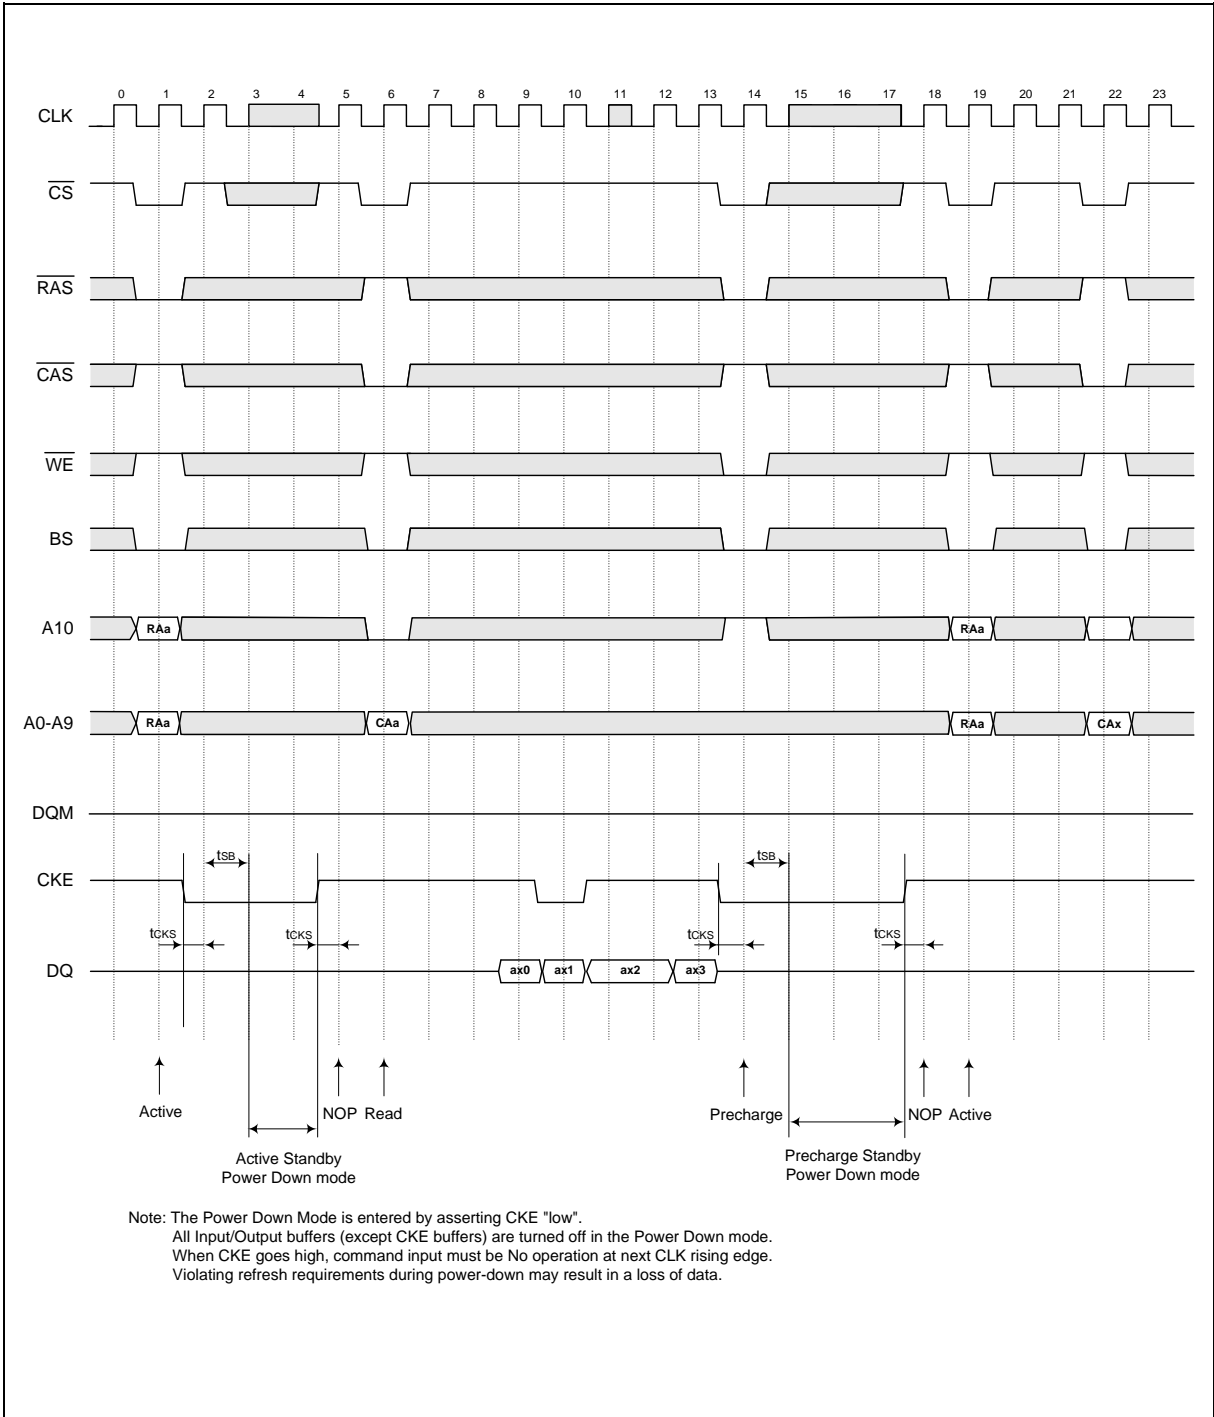 0 1 2 3 4 5 6 7 8 9 10 11 12 13 14 15 16 17 18 19 20 21 22 23
CLK
CS
RAS
CAS
WE
BS
A10 RAa RAa
A0-A9 RAa CAa RAa CAx
DQM
tSB tSB
CKE
tCKS tCKS tCKS tCKS
DQ ax0 ax1 ax2 ax3
Active NOP Read Precharge NOP Active
Active Standby
Power Down mode
Precharge Standby
Power Down mode
Note: The Power Down Mode is entered by asserting CKE "low".
All Input/Output buffers (except CKE buffers) are turned off in the Power Down mode.
When CKE goes high, command input must be No operation at next CLK rising edge.
Violating refresh requirements during power-down may result in a loss of data.